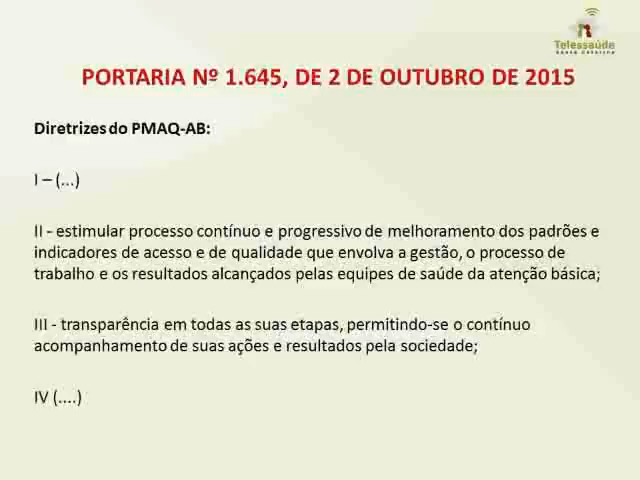 Telessaúde
Santa Catarina
PORTARIA Nº 1.645, DE 2 DE OUTUBRO DE 2015
Diretrizes do PMAQ-AB:
I – (...)
II - estimular processo contínuo e progressivo de melhoramento dos padrões e
indicadores de acesso e de qualidade que envolva a gestão, o processo de
trabalho e os resultados alcançados pelas equipes de saúde da atenção básica;
III - transparência em todas as suas etapas, permitindo-se o contínuo
acompanhamento de suas ações e resultados pela sociedade;
IV (....)